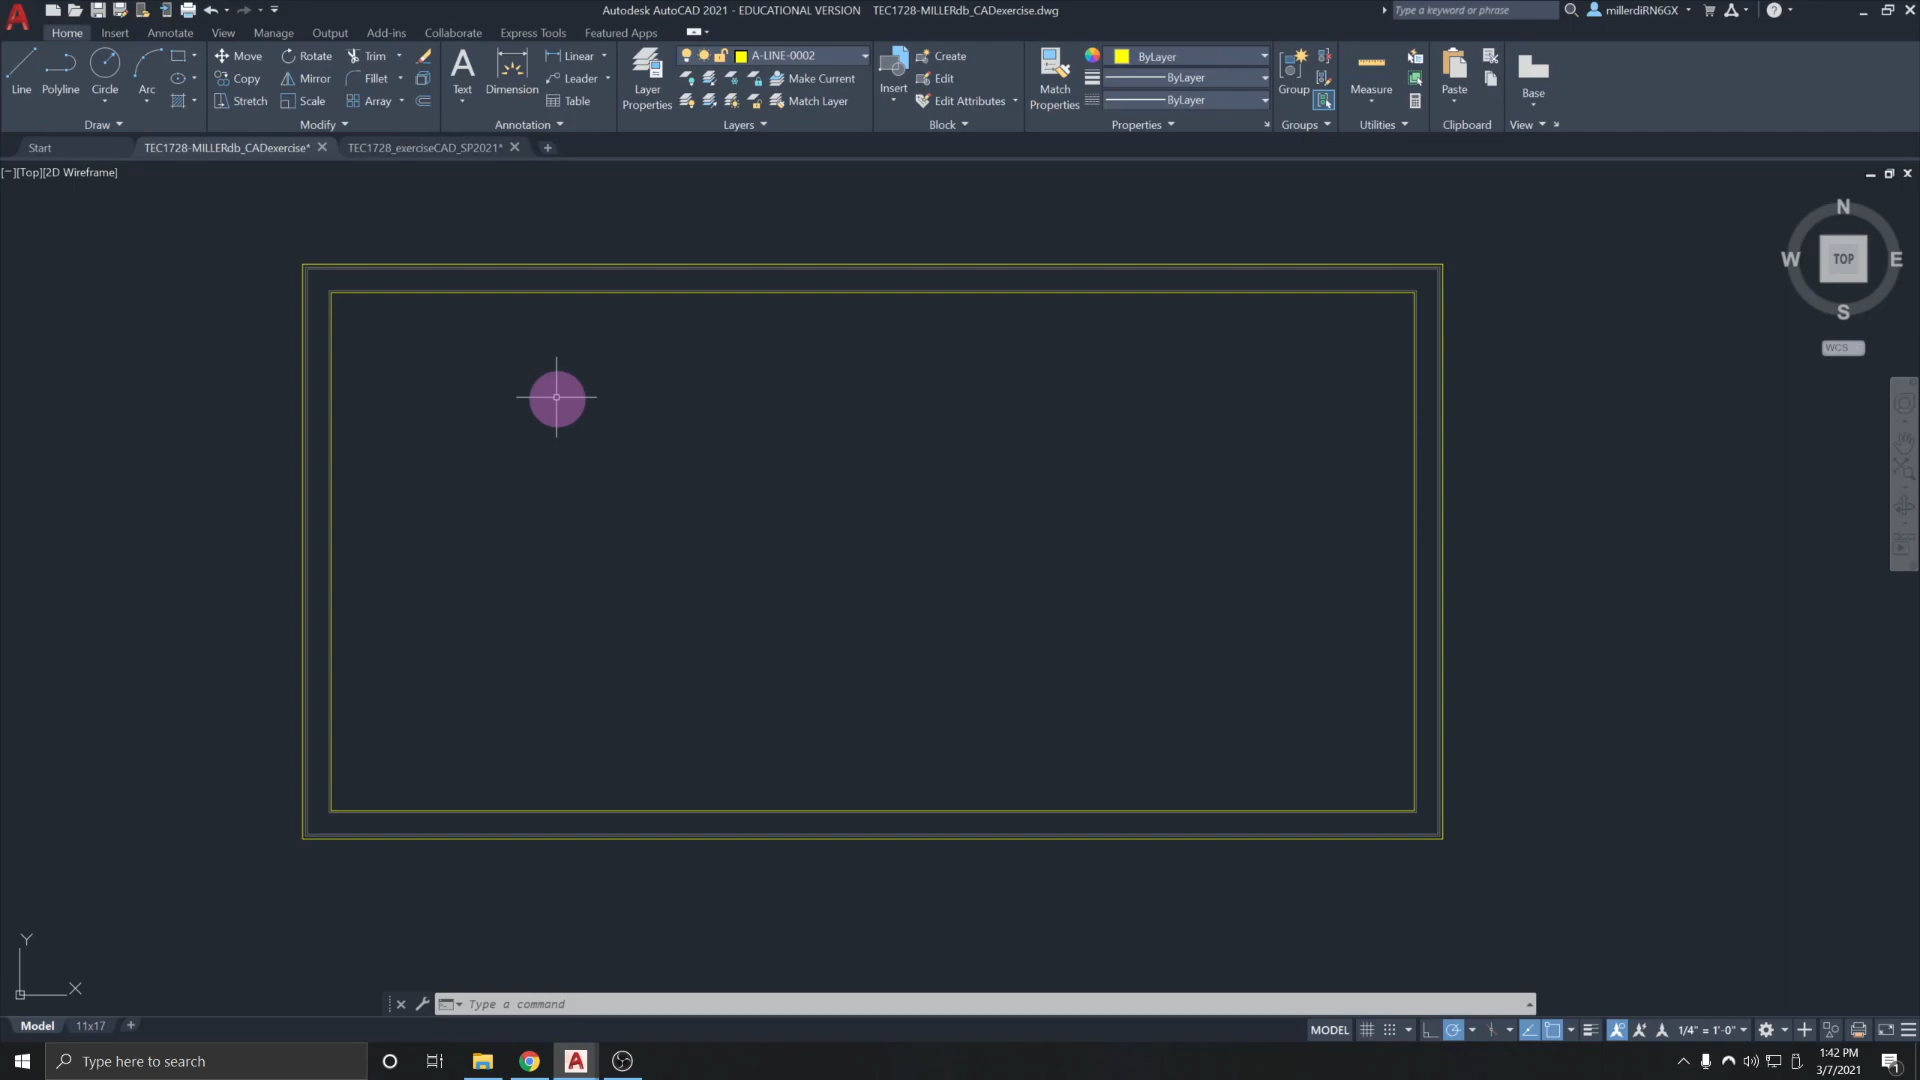 Autodesk AutoCAD 2021 - EDUCATIONAL VERSION TEC1728-MILLERdb_CADexercise.dwg
Type a keyword or phrase
millerdiRN6GX
Home Insert Annotate View Manage Output Add-ins Collaborate Express Tools Featured Apps
Line Polyline Circle Arc
Draw
Move Rotate Trim
Copy Mirror Fillet
Stretch Scale Array
Modify
Text Dimension
Linear
Leader
Table
Annotation
Layer Properties
A-LINE-0002
Make Current
Match Layer
Layers
Insert
Create
Edit
Edit Attributes
Block
Match Properties
ByLayer
ByLayer
ByLayer
Properties
Group
Groups
Measure
Utilities
Paste
Clipboard
Base
View
Start TEC1728-MILLERdb_CADexercise* TEC1728_exerciseCAD_SP2021*
[−][Top][2D Wireframe]
N
W TOP E
S
WCS
Y
X
Type a command
Model 11x17
MODEL 1/4" = 1'-0"
Type here to search
1:42 PM
3/7/2021
1